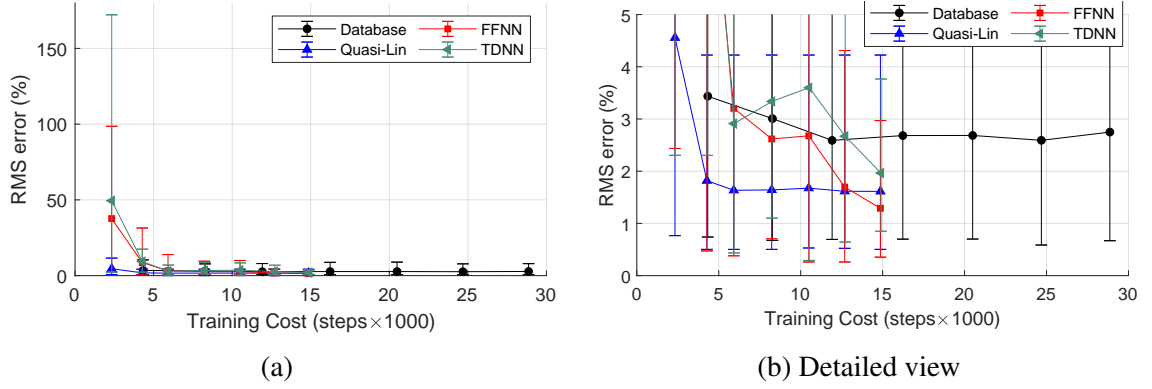 Database
FFNN
Quasi-Lin
TDNN
RMS error (%)
150
100
50
0
0
5
10
15
20
25
30
Training Cost (steps×1000)
(a)
Database
FFNN
Quasi-Lin
TDNN
RMS error (%)
5
4
3
2
1
0
0
5
10
15
20
25
30
Training Cost (steps×1000)
(b) Detailed view